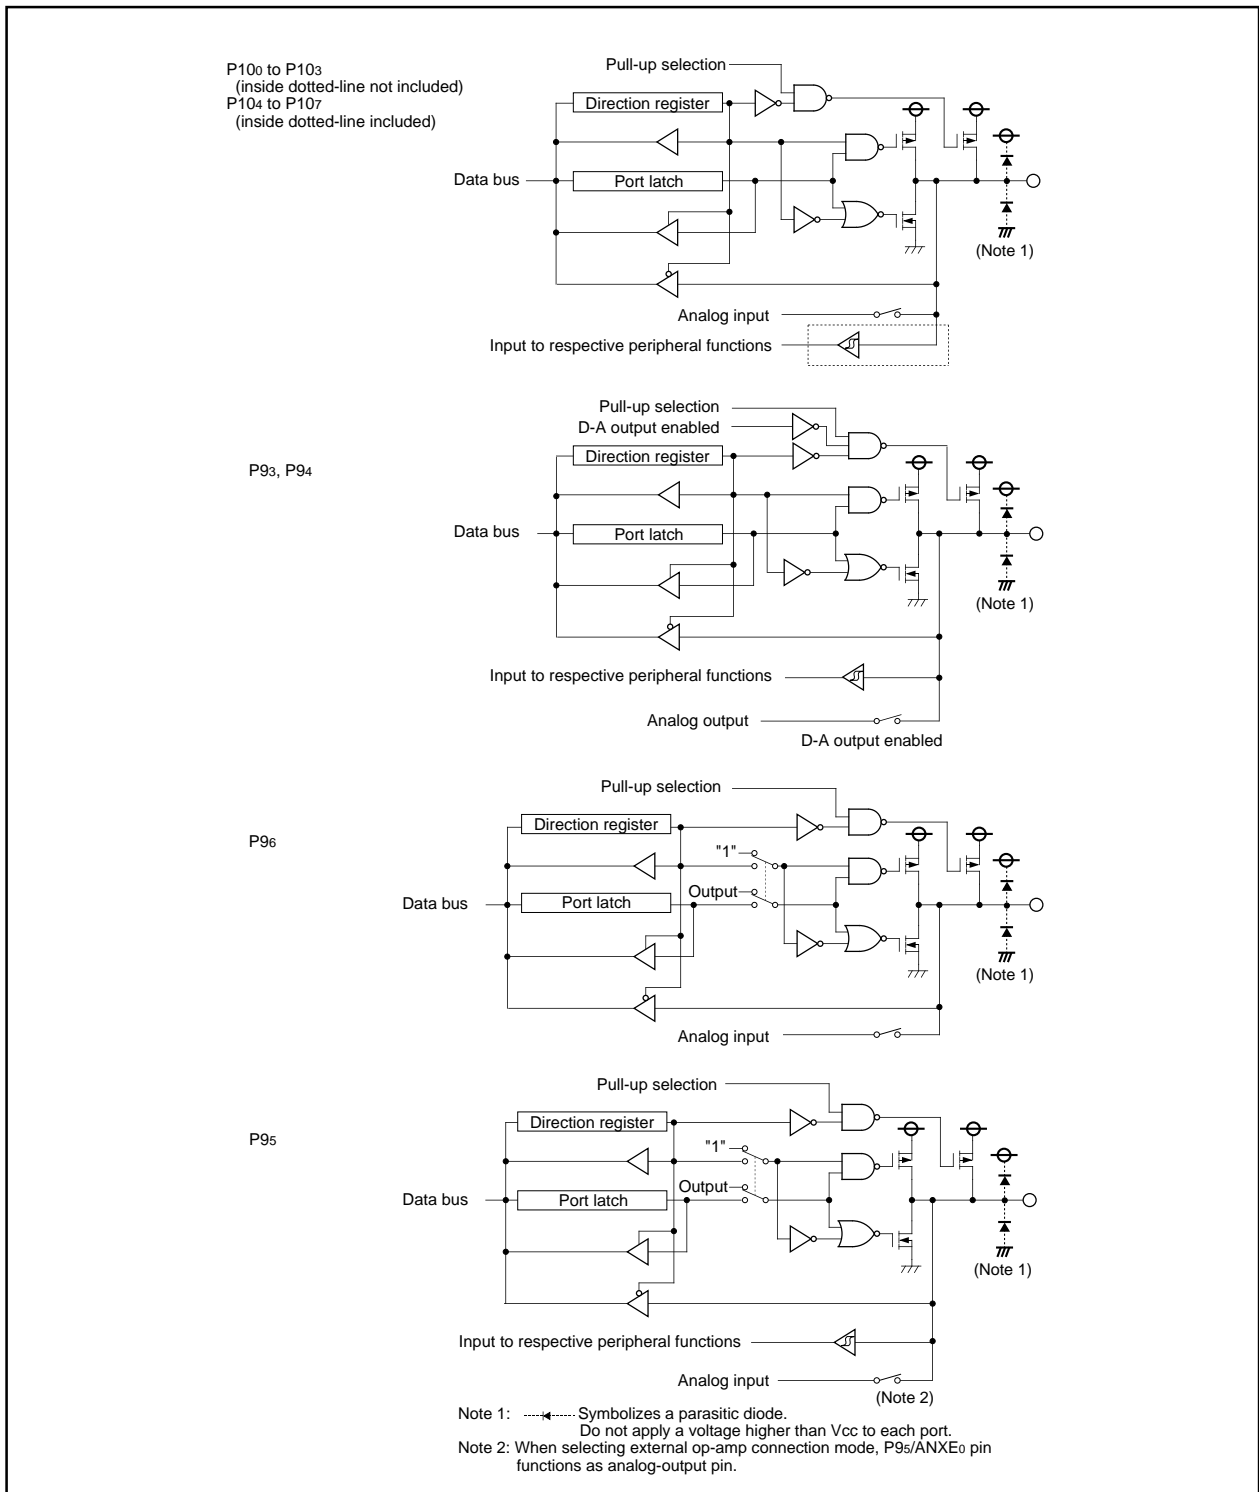 P100 to P103
(inside dotted-line not included)
P104 to P107
(inside dotted-line included)
Pull-up selection
Direction register
Data bus
Port latch
(Note 1)
Analog input
Input to respective peripheral functions
P93, P94
Pull-up selection
D-A output enabled
Direction register
Data bus
Port latch
(Note 1)
Input to respective peripheral functions
Analog output
D-A output enabled
P96
Pull-up selection
Direction register
"1"
Output
Data bus
Port latch
(Note 1)
Analog input
P95
Pull-up selection
Direction register
"1"
Output
Data bus
Port latch
(Note 1)
Input to respective peripheral functions
Analog input
(Note 2)
Note 1: Symbolizes a parasitic diode.
Do not apply a voltage higher than Vcc to each port.
Note 2: When selecting external op-amp connection mode, P95/ANXE0 pin
functions as analog-output pin.